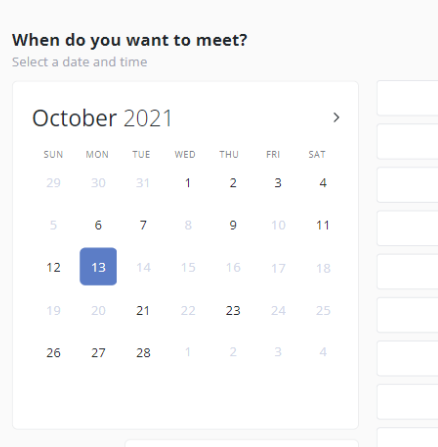 When do you want to meet?
Select a date and time
October 2021 >
SUN MON TUE WED THU FRI SAT
29 30 31 1 2 3 4
5 6 7 8 9 10 11
12 13 14 15 16 17 18
19 20 21 22 23 24 25
26 27 28 1 2 3 4